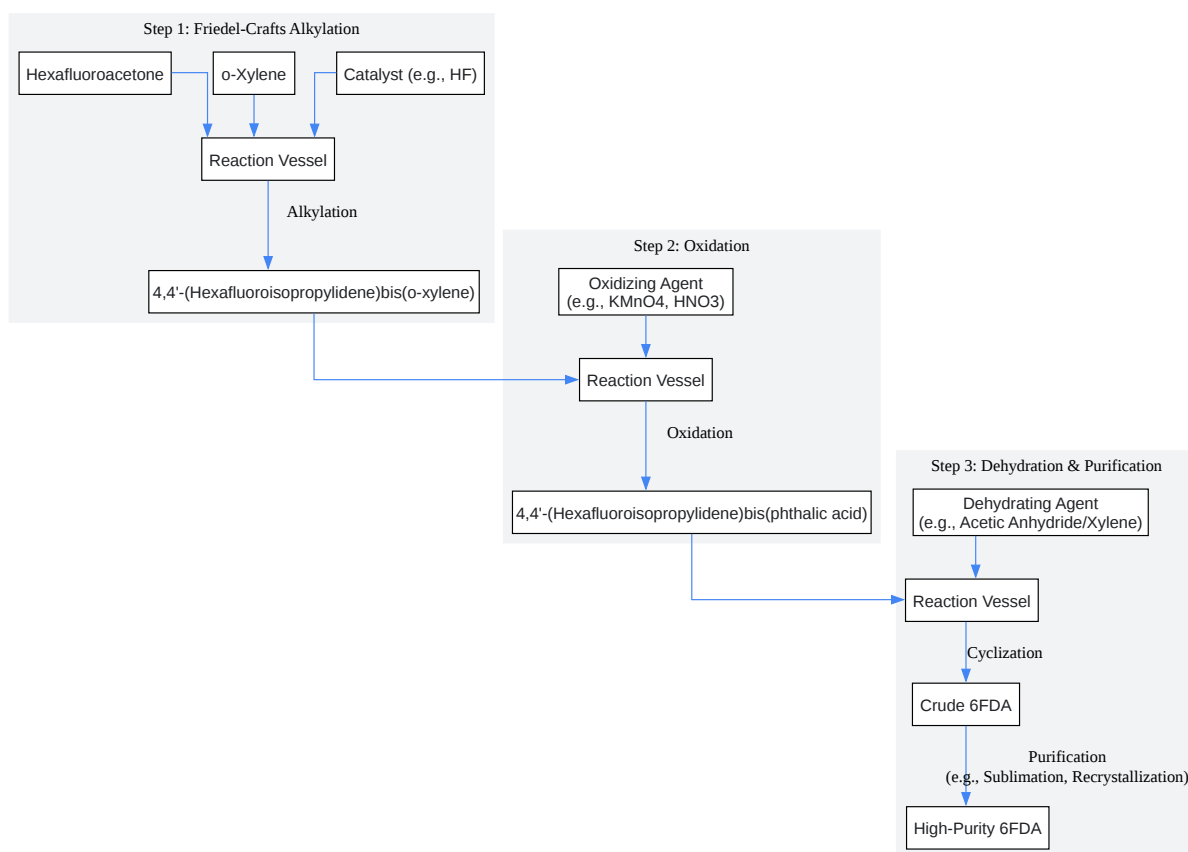 Step 1: Friedel-Crafts Alkylation
Hexafluoroacetone
o-Xylene
Catalyst (e.g., HF)
Reaction Vessel
Alkylation
4,4'-(Hexafluoroisopropylidene)bis(o-xylene)
Step 2: Oxidation
Oxidizing Agent
(e.g., KMnO4, HNO3)
Reaction Vessel
Oxidation
4,4'-(Hexafluoroisopropylidene)bis(phthalic acid)
Step 3: Dehydration & Purification
Dehydrating Agent
(e.g., Acetic Anhydride/Xylene)
Reaction Vessel
Cyclization
Crude 6FDA
Purification
(e.g., Sublimation, Recrystallization)
High-Purity 6FDA